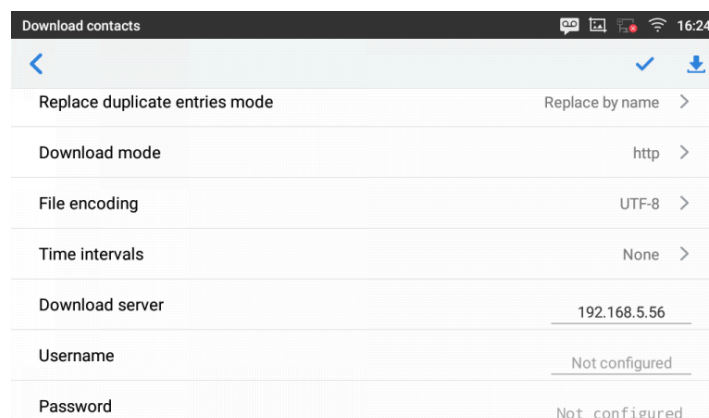 Download contacts 16:24
Replace duplicate entries mode Replace by name
Download mode http
File encoding UTF-8
Time intervals None
Download server 192.168.5.56
Username Not configured
Password Not configured